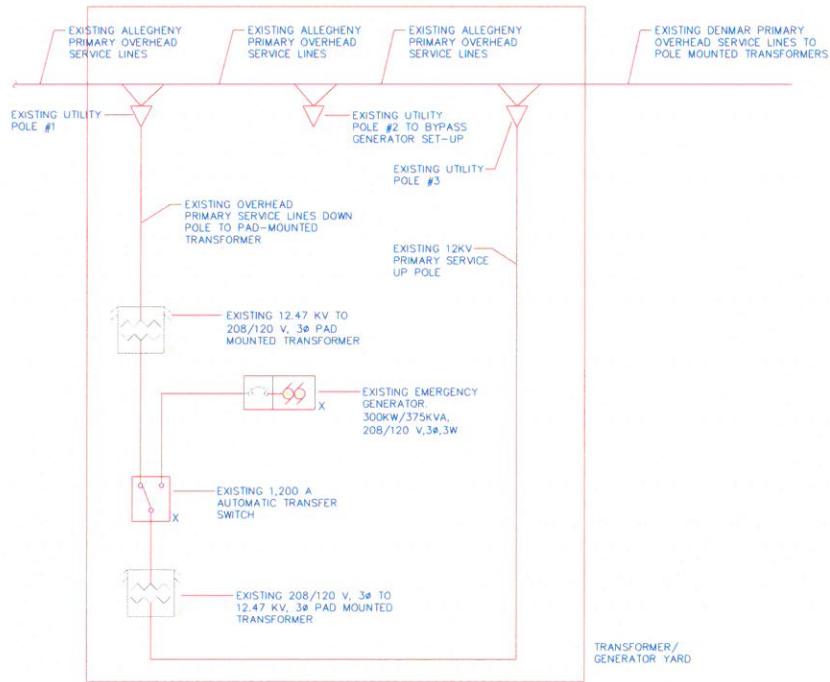 EXISTING ALLEGHENY
PRIMARY OVERHEAD
SERVICE LINES
EXISTING ALLEGHENY
PRIMARY OVERHEAD
SERVICE LINES
EXISTING ALLEGHENY
PRIMARY OVERHEAD
SERVICE LINES
EXISTING DENMAR PRIMARY
OVERHEAD SERVICE LINES TO
POLE MOUNTED TRANSFORMERS
EXISTING UTILITY
POLE #1
EXISTING UTILITY
POLE #2 TO BYPASS
GENERATOR SET-UP
EXISTING UTILITY
POLE #3
EXISTING OVERHEAD
PRIMARY SERVICE LINES DOWN
POLE TO PAD-MOUNTED
TRANSFORMER
EXISTING 12KV
PRIMARY SERVICE
UP POLE
EXISTING 12.47 KV TO
208/120 V, 3ø PAD
MOUNTED TRANSFORMER
EXISTING EMERGENCY
GENERATOR.
300KW/375KVA,
208/120 V,3ø,3W
X
EXISTING 1,200 A
AUTOMATIC TRANSFER
SWITCH
X
EXISTING 208/120 V, 3ø TO
12.47 KV, 3ø PAD MOUNTED
TRANSFORMER
TRANSFORMER/
GENERATOR YARD